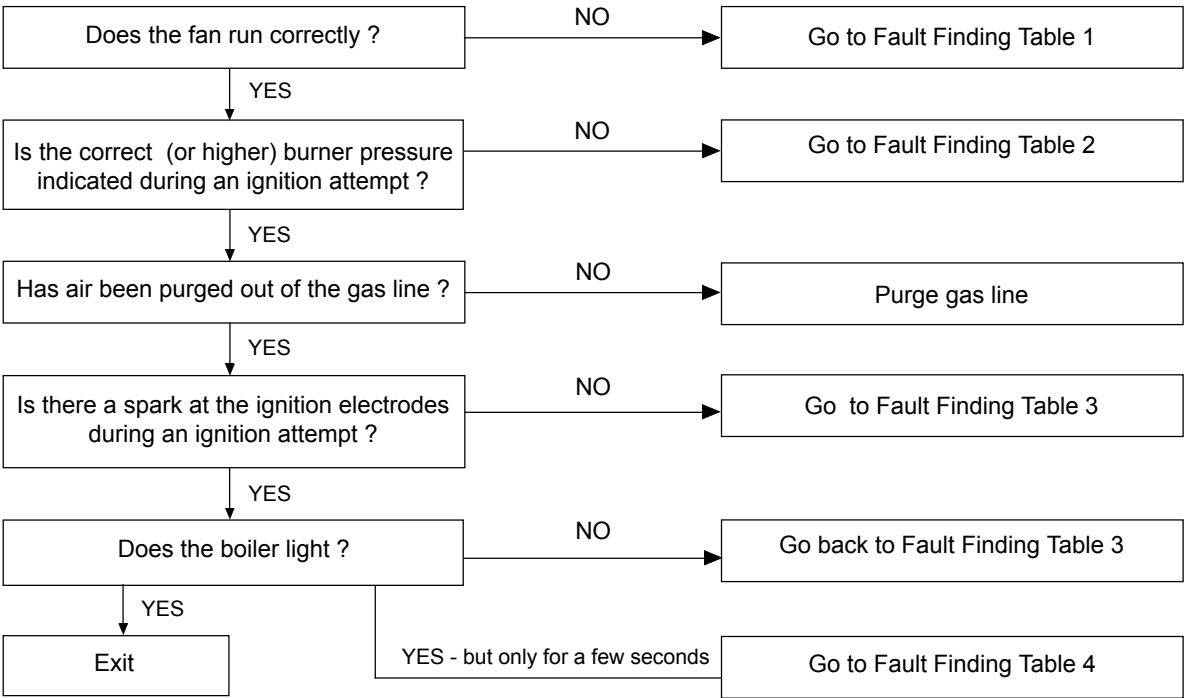 Does the fan run correctly ?
NO
Go to Fault Finding Table 1
YES
Is the correct (or higher) burner pressure
indicated during an ignition attempt ?
NO
Go to Fault Finding Table 2
YES
Has air been purged out of the gas line ?
NO
Purge gas line
YES
Is there a spark at the ignition electrodes
during an ignition attempt ?
NO
Go to Fault Finding Table 3
YES
Does the boiler light ?
NO
Go back to Fault Finding Table 3
YES
Exit
YES - but only for a few seconds
Go to Fault Finding Table 4